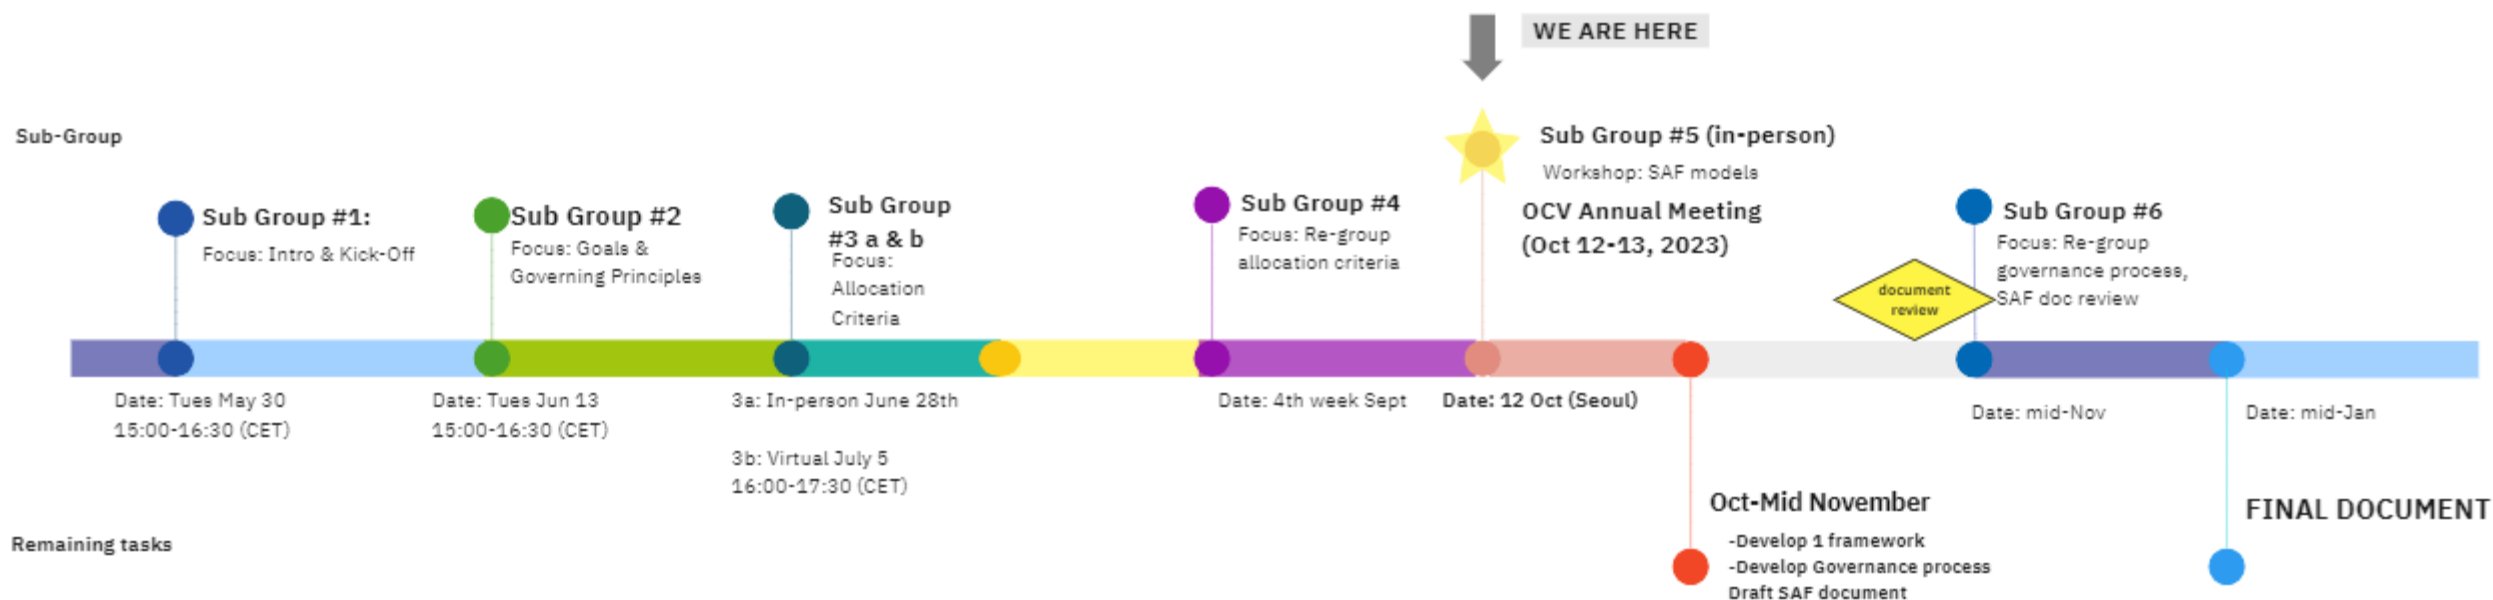 WE ARE HERE
Sub-Group
Sub Group #1:
Focus: Intro & Kick-Off
Sub Group #2
Focus: Goals &
Governing Principles
Sub Group
#3 a & b
Focus:
Allocation
Criteria
Sub Group #4
Focus: Re-group
allocation criteria
Sub Group #5 (in-person)
Workshop: SAF models
OCV Annual Meeting
(Oct 12-13, 2023)
document
review
Sub Group #6
Focus: Re-group
governance process,
SAF doc review
Date: Tues May 30
15:00-16:30 (CET)
Date: Tues Jun 13
15:00-16:30 (CET)
3a: In-person June 28th
3b: Virtual July 5
16:00-17:30 (CET)
Date: 4th week Sept
Date: 12 Oct (Seoul)
Date: mid-Nov
Date: mid-Jan
Remaining tasks
Oct-Mid November
-Develop 1 framework
-Develop Governance process
Draft SAF document
FINAL DOCUMENT